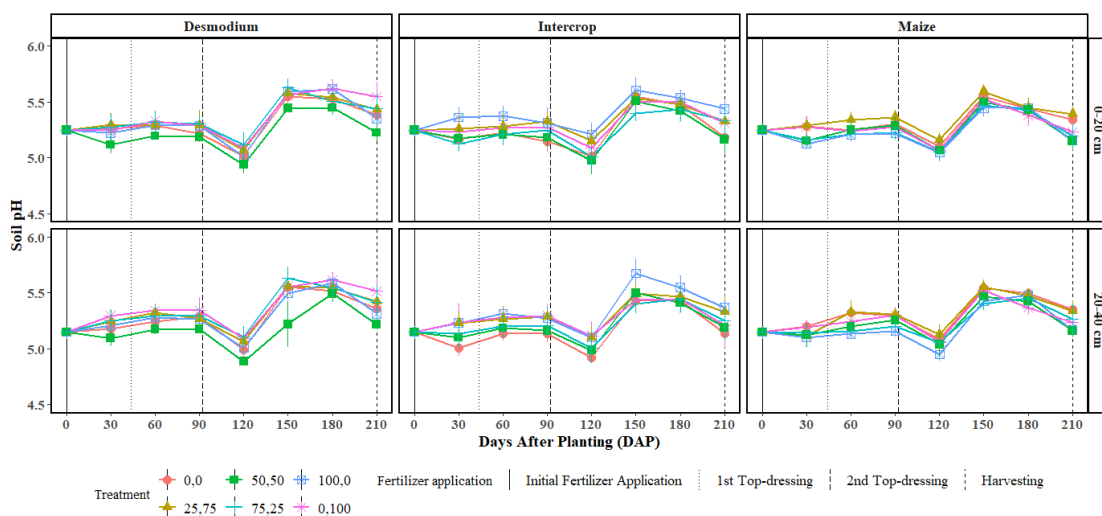 Desmodium Intercrop Maize
6.0
5.5
5.0
4.5
0-20 cm
6.0
5.5
5.0
4.5
20-40 cm
Soil pH
0 30 60 90 120 150 180 210 0 30 60 90 120 150 180 210 0 30 60 90 120 150 180 210
Days After Planting (DAP)
Treatment
0,0 50,50 100,0
25,75 75,25 0,100
Fertilizer application Initial Fertilizer Application 1st Top-dressing 2nd Top-dressing Harvesting